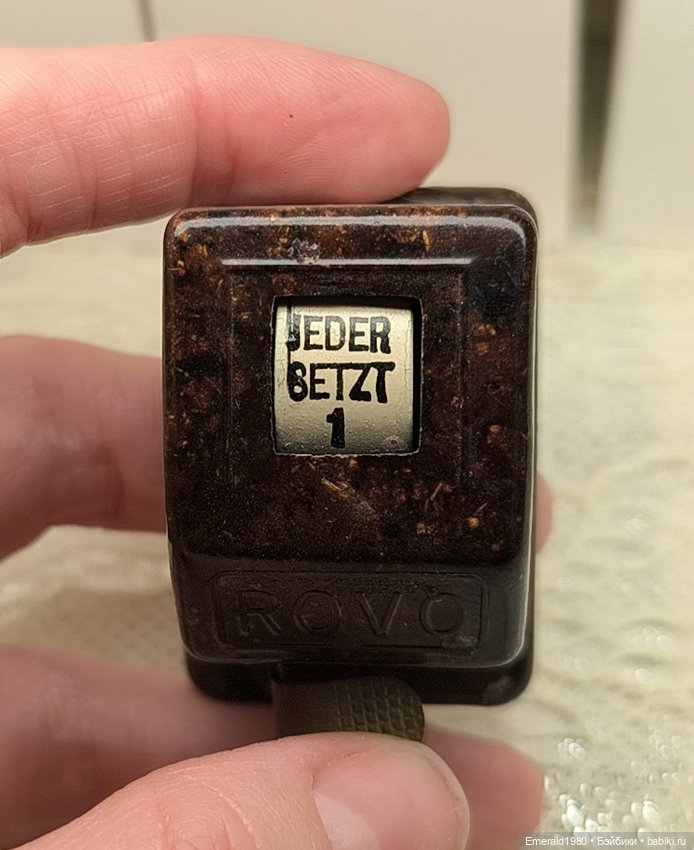 JEDER
SETZT
1
ROVO
Emerald1980 • Бэйбики • babiki.ru